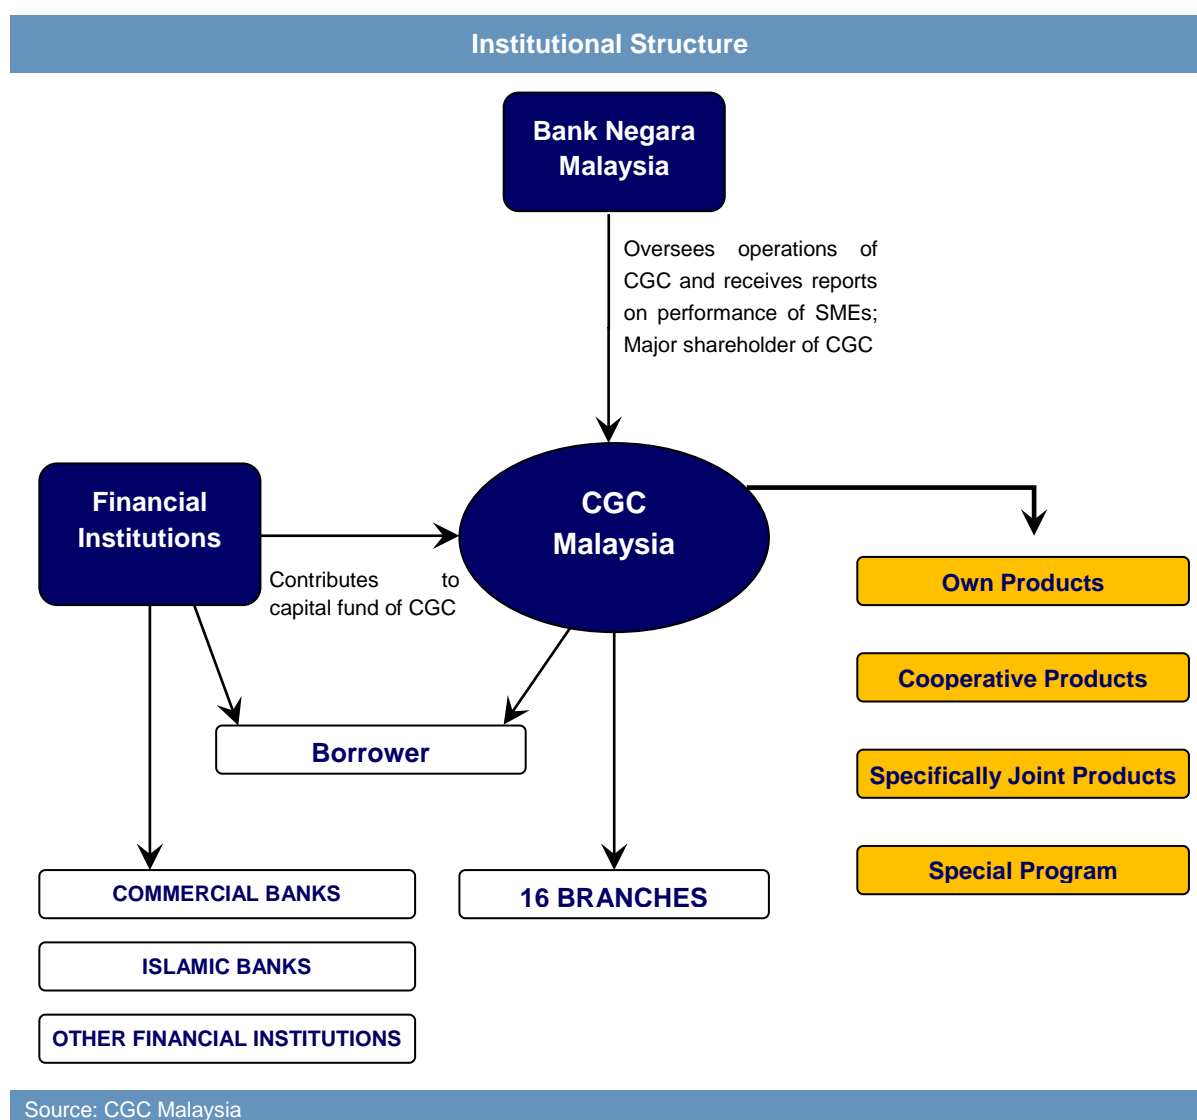 Institutional Structure
Bank Negara
Malaysia
Oversees operations of
CGC and receives reports
on performance of SMEs;
Major shareholder of CGC
Financial
Institutions
Contributes to
capital fund of CGC
CGC
Malaysia
Own Products
Cooperative Products
Specifically Joint Products
Special Program
Borrower
COMMERCIAL BANKS
16 BRANCHES
ISLAMIC BANKS
OTHER FINANCIAL INSTITUTIONS
Source: CGC Malaysia